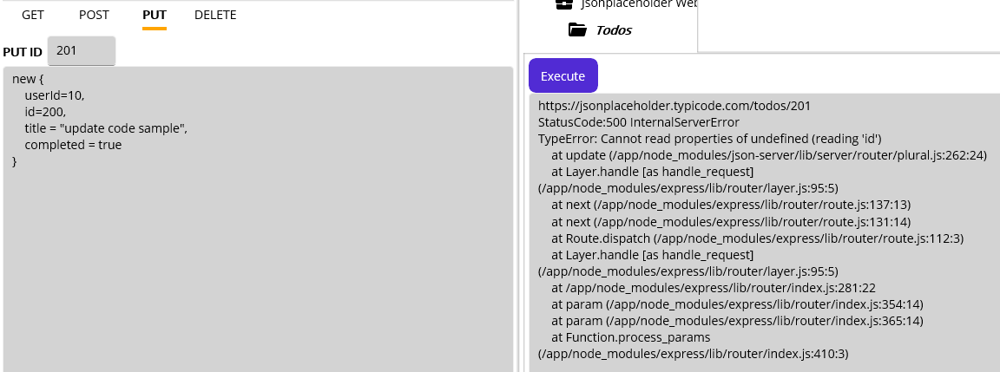 GET POST PUT DELETE
PUT ID 201
new {
userId=10,
id=200,
title = "update code sample",
completed = true
}
Jsonplaceholder Web
Todos
Execute
https://jsonplaceholder.typicode.com/todos/201
StatusCode:500 InternalServerError
TypeError: Cannot read properties of undefined (reading 'id')
at update (/app/node_modules/json-server/lib/server/router/plural.js:262:24)
at Layer.handle [as handle_request]
(/app/node_modules/express/lib/router/layer.js:95:5)
at next (/app/node_modules/express/lib/router/route.js:137:13)
at next (/app/node_modules/express/lib/router/route.js:131:14)
at Route.dispatch (/app/node_modules/express/lib/router/route.js:112:3)
at Layer.handle [as handle_request]
(/app/node_modules/express/lib/router/layer.js:95:5)
at /app/node_modules/express/lib/router/index.js:281:22
at param (/app/node_modules/express/lib/router/index.js:354:14)
at param (/app/node_modules/express/lib/router/index.js:365:14)
at Function.process_params
(/app/node_modules/express/lib/router/index.js:410:3)